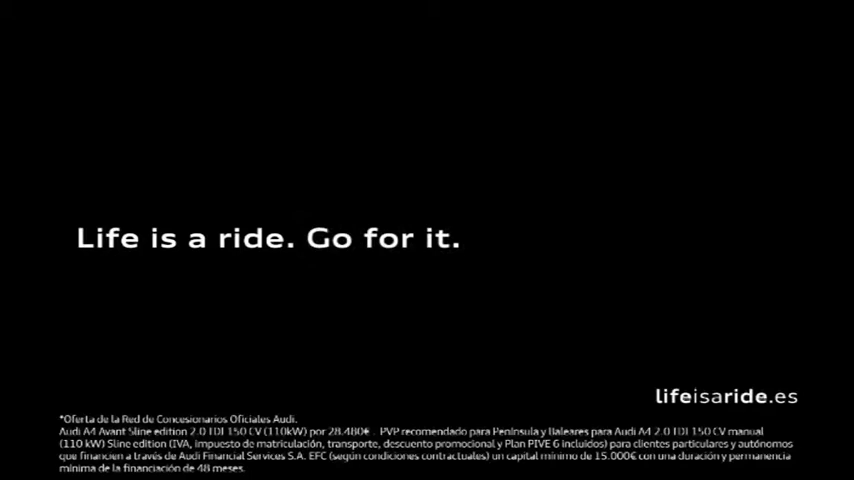 Life is a ride. Go for it.
lifeisaride.es
*Oferta de la Red de Concesionarios Oficiales Audi.
Audi A4 Avant Sline edition 2.0 TDI 150 CV (110kW) por 28.480€ . PVP recomendado para Península y Baleares para Audi A4 2.0 TDI 150 CV manual
(110 kW) Sline edition (IVA, impuesto de matriculación, transporte, descuento promocional y Plan PIVE 6 incluidos) para clientes particulares y autónomos
que financien a través de Audi Financial Services S.A. EFC (según condiciones contractuales) un capital mínimo de 15.000€ con una duración y permanencia
mínima de la financiación de 48 meses.